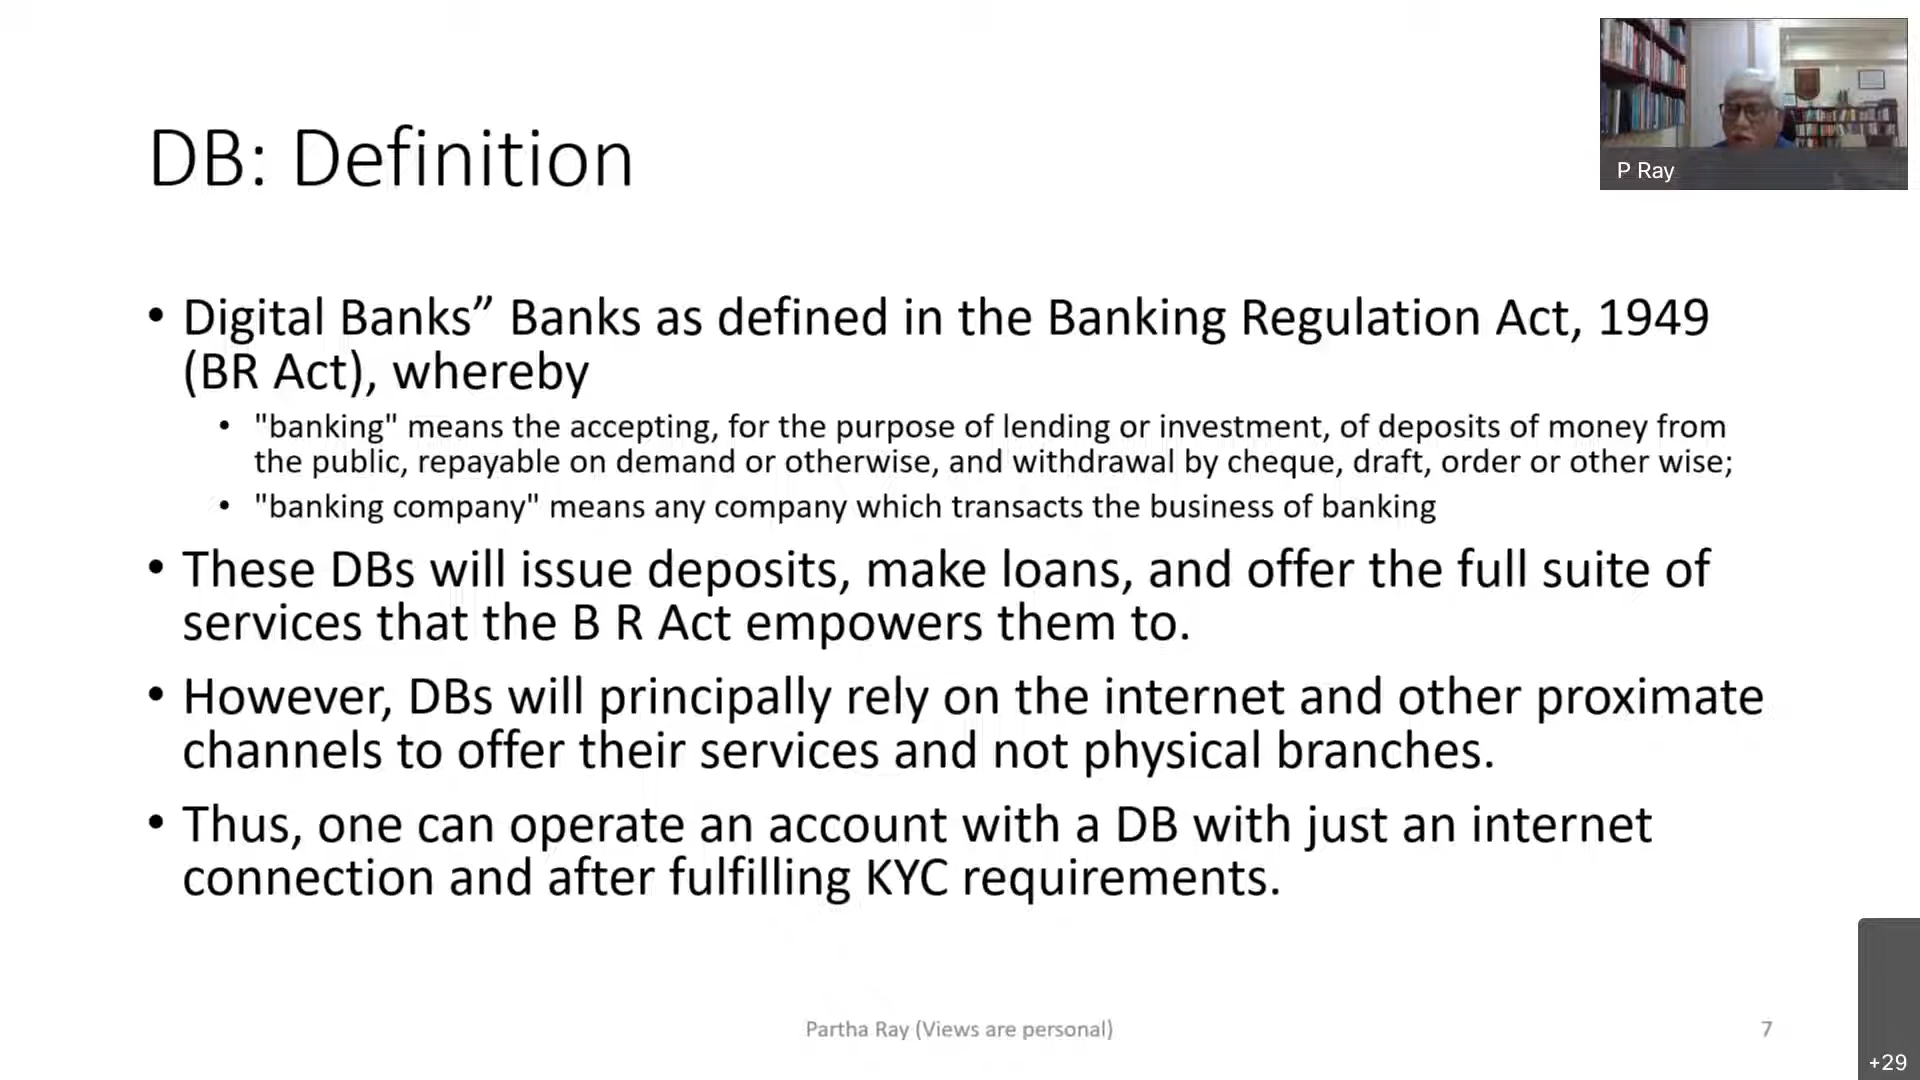 P Ray
DB: Definition
• Digital Banks” Banks as defined in the Banking Regulation Act, 1949
(BR Act), whereby
• "banking" means the accepting, for the purpose of lending or investment, of deposits of money from
the public, repayable on demand or otherwise, and withdrawal by cheque, draft, order or other wise;
• "banking company" means any company which transacts the business of banking
• These DBs will issue deposits, make loans, and offer the full suite of
services that the B R Act empowers them to.
• However, DBs will principally rely on the internet and other proximate
channels to offer their services and not physical branches.
• Thus, one can operate an account with a DB with just an internet
connection and after fulfilling KYC requirements.
Partha Ray (Views are personal)
7
+29